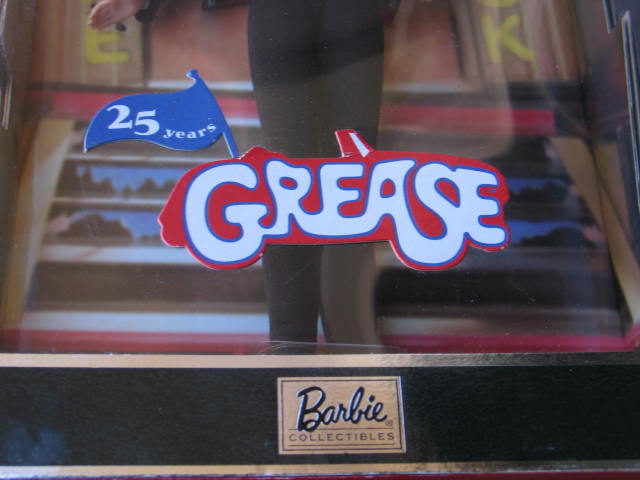 E
K
25 years
GREASE
Barbie®
COLLECTIBLES